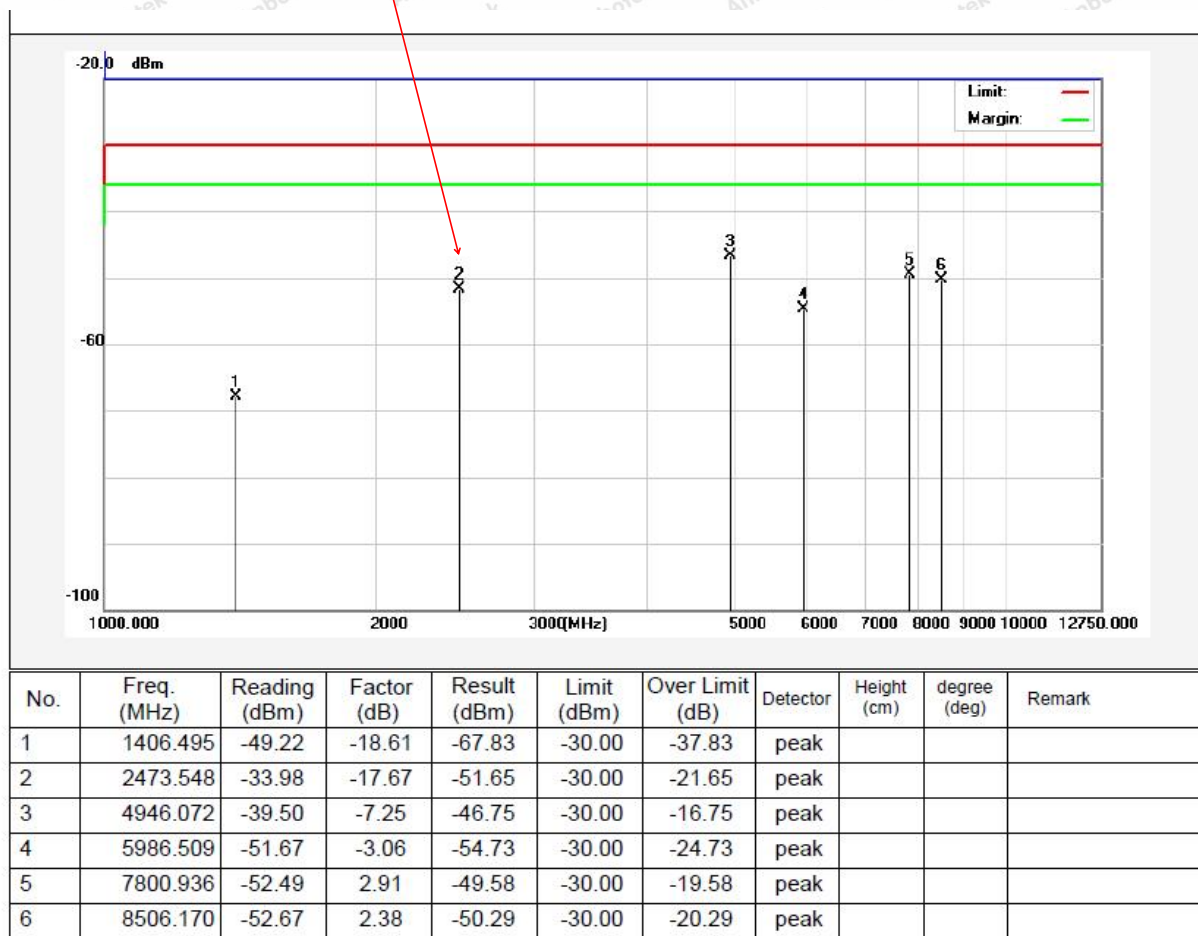 -20.0 dBm
Limit:
Margin:
3
5
6
2
4
-60
1
-100
1000.000 2000 3000(MHz) 5000 6000 7000 8000 9000 10000 12750.000
No. Freq. (MHz) Reading (dBm) Factor (dB) Result (dBm) Limit (dBm) Over Limit (dB) Detector Height (cm) degree (deg) Remark
1 1406.495 -49.22 -18.61 -67.83 -30.00 -37.83 peak
2 2473.548 -33.98 -17.67 -51.65 -30.00 -21.65 peak
3 4946.072 -39.50 -7.25 -46.75 -30.00 -16.75 peak
4 5986.509 -51.67 -3.06 -54.73 -30.00 -24.73 peak
5 7800.936 -52.49 2.91 -49.58 -30.00 -19.58 peak
6 8506.170 -52.67 2.38 -50.29 -30.00 -20.29 peak